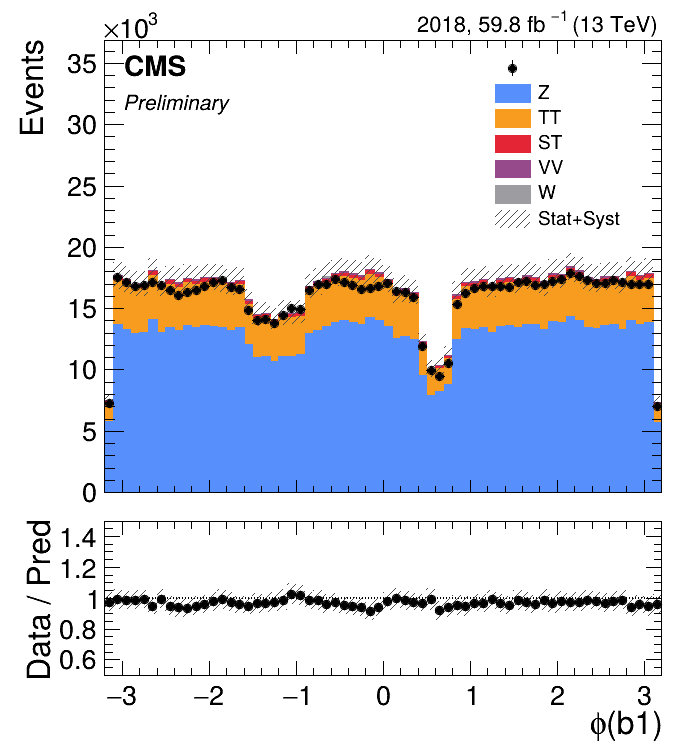 ×10³
2018, 59.8 fb⁻¹ (13 TeV)
CMS
Preliminary
Events
35
30
25
20
15
10
5
0
Z
TT
ST
VV
W
Stat+Syst
Data / Pred
1.4
1.2
1
0.8
0.6
−3 −2 −1 0 1 2 3
ϕ(b1)